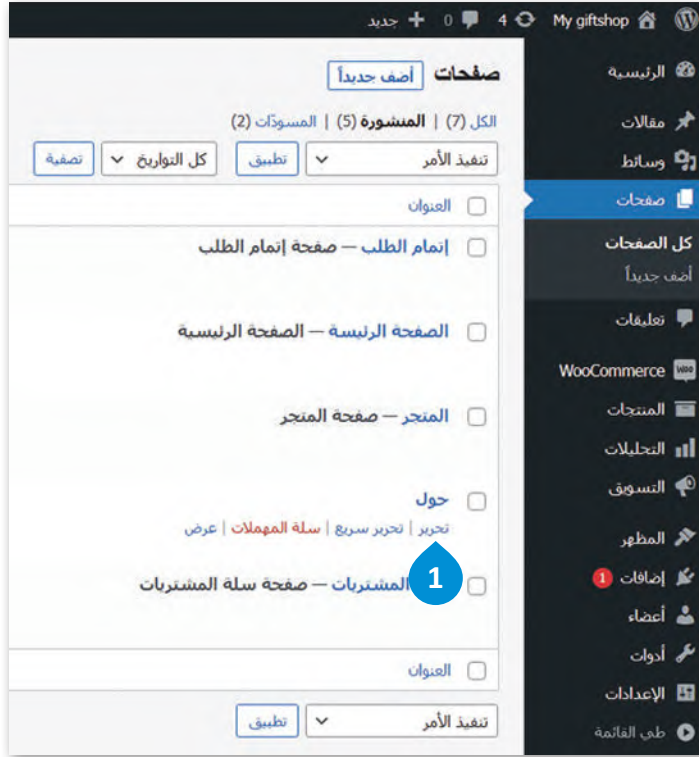 My giftshop 4 0 + جديد
الرئيسية
مقالات
وسائط
صفحات
كل الصفحات
أضف جديداً
تعليقات
WooCommerce
المنتجات
التحليلات
التسويق
المظهر
إضافات 1
أعضاء
أدوات
الإعدادات
طي القائمة
صفحات أضف جديداً
الكل (7) | المنشورة (5) | المسودّات (2)
تنفيذ الأمر تطبيق كل التواريخ تصفية
العنوان
إتمام الطلب — صفحة إتمام الطلب
الصفحة الرئيسة — الصفحة الرئيسية
المتجر — صفحة المتجر
حول
تحرير | تحرير سريع | سلة المهملات | عرض
1
المشتريات — صفحة سلة المشتريات
العنوان
تنفيذ الأمر تطبيق